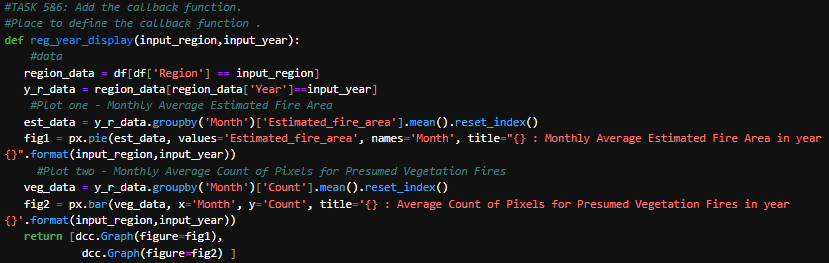 #TASK 5&6: Add the callback function.
#Place to define the callback function .
def reg_year_display(input_region,input_year):
    #data
   region_data = df[df['Region'] == input_region]
   y_r_data = region_data[region_data['Year']==input_year]
    #Plot one - Monthly Average Estimated Fire Area
   est_data = y_r_data.groupby('Month')['Estimated_fire_area'].mean().reset_index()
   fig1 = px.pie(est_data, values='Estimated_fire_area', names='Month', title="{} : Monthly Average Estimated Fire Area in year
{}".format(input_region,input_year))
     #Plot two - Monthly Average Count of Pixels for Presumed Vegetation Fires
   veg_data = y_r_data.groupby('Month')['Count'].mean().reset_index()
   fig2 = px.bar(veg_data, x='Month', y='Count', title='{} : Average Count of Pixels for Presumed Vegetation Fires in year
{}'.format(input_region,input_year))
   return [dcc.Graph(figure=fig1),
            dcc.Graph(figure=fig2) ]